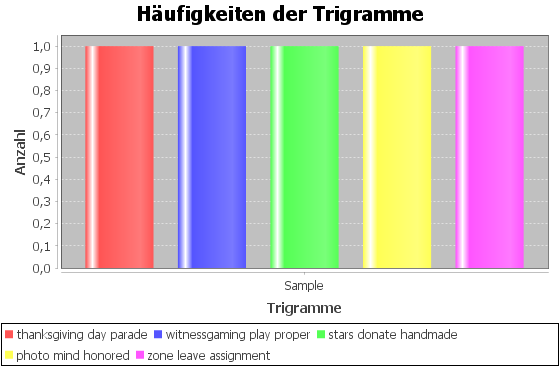 Häufigkeiten der Trigramme
1,0
0,9
0,8
0,7
0,6
0,5
0,4
0,3
0,2
0,1
0,0
Anzahl
Sample
Trigramme
thanksgiving day parade witnessgaming play proper stars donate handmade
photo mind honored zone leave assignment